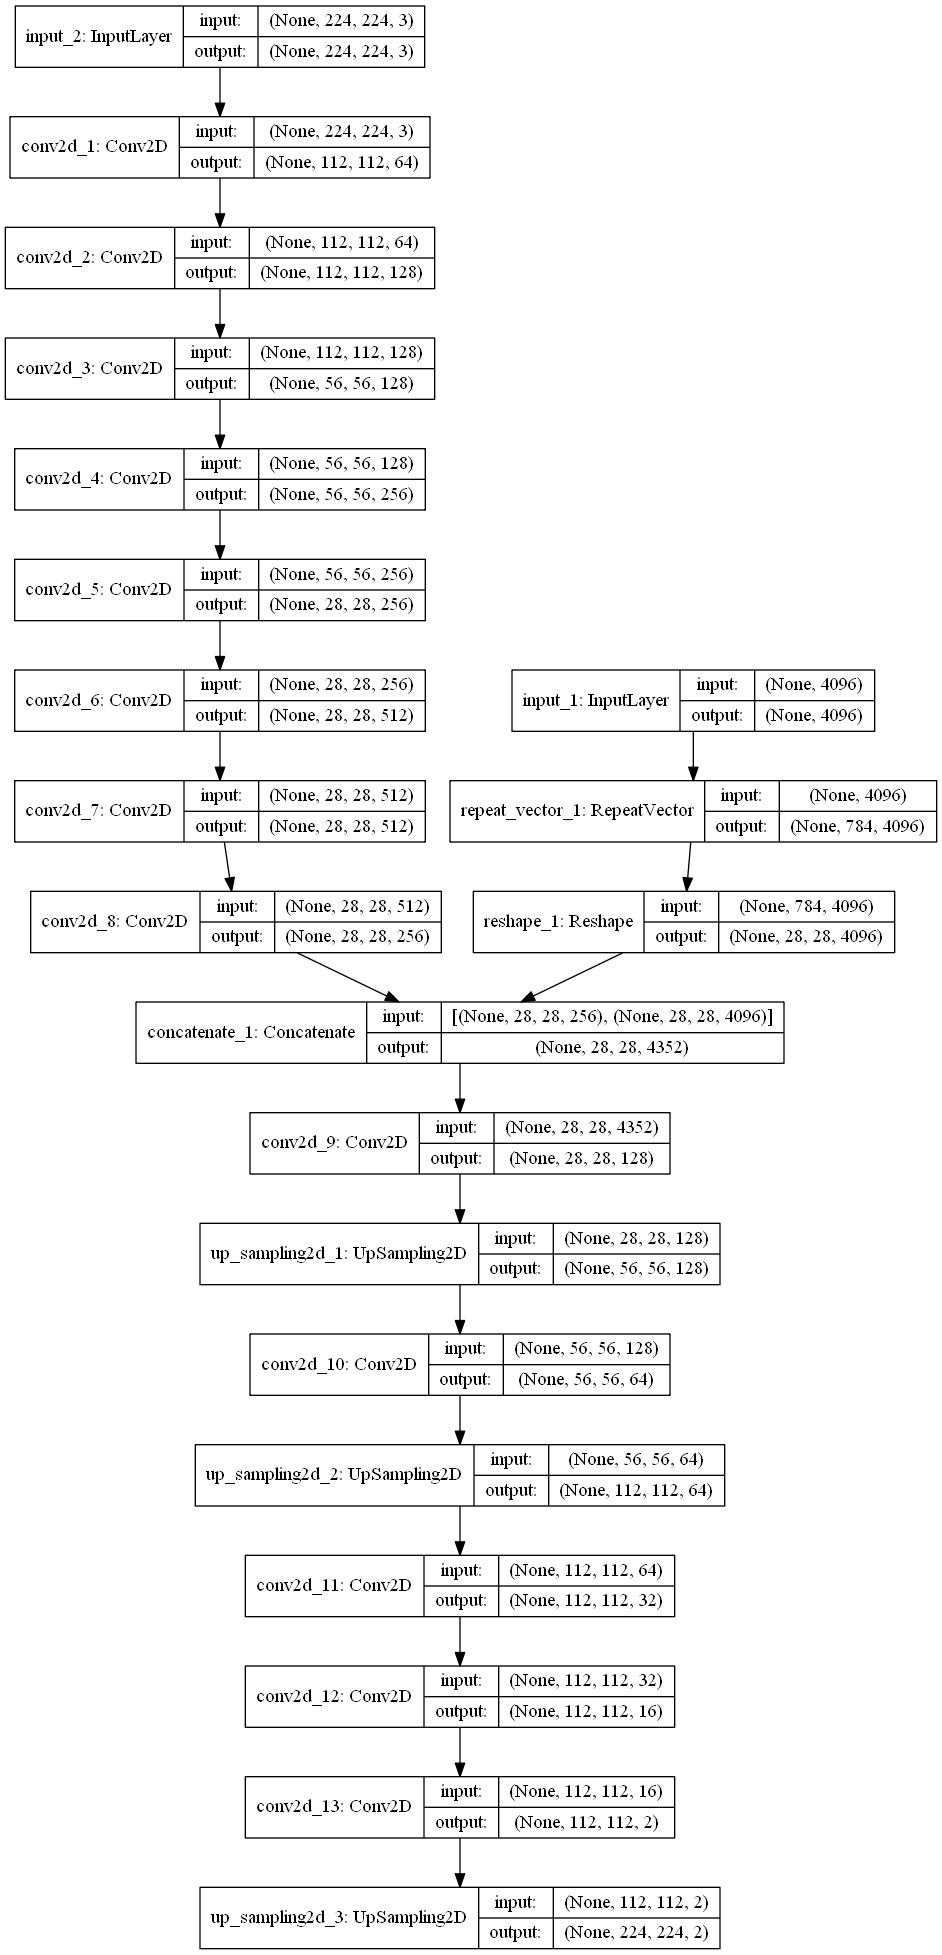 input_2: InputLayer
input: (None, 224, 224, 3)
output: (None, 224, 224, 3)
conv2d_1: Conv2D
input: (None, 224, 224, 3)
output: (None, 112, 112, 64)
conv2d_2: Conv2D
input: (None, 112, 112, 64)
output: (None, 112, 112, 128)
conv2d_3: Conv2D
input: (None, 112, 112, 128)
output: (None, 56, 56, 128)
conv2d_4: Conv2D
input: (None, 56, 56, 128)
output: (None, 56, 56, 256)
conv2d_5: Conv2D
input: (None, 56, 56, 256)
output: (None, 28, 28, 256)
conv2d_6: Conv2D
input: (None, 28, 28, 256)
output: (None, 28, 28, 512)
input_1: InputLayer
input: (None, 4096)
output: (None, 4096)
conv2d_7: Conv2D
input: (None, 28, 28, 512)
output: (None, 28, 28, 512)
repeat_vector_1: RepeatVector
input: (None, 4096)
output: (None, 784, 4096)
conv2d_8: Conv2D
input: (None, 28, 28, 512)
output: (None, 28, 28, 256)
reshape_1: Reshape
input: (None, 784, 4096)
output: (None, 28, 28, 4096)
concatenate_1: Concatenate
input: [(None, 28, 28, 256), (None, 28, 28, 4096)]
output: (None, 28, 28, 4352)
conv2d_9: Conv2D
input: (None, 28, 28, 4352)
output: (None, 28, 28, 128)
up_sampling2d_1: UpSampling2D
input: (None, 28, 28, 128)
output: (None, 56, 56, 128)
conv2d_10: Conv2D
input: (None, 56, 56, 128)
output: (None, 56, 56, 64)
up_sampling2d_2: UpSampling2D
input: (None, 56, 56, 64)
output: (None, 112, 112, 64)
conv2d_11: Conv2D
input: (None, 112, 112, 64)
output: (None, 112, 112, 32)
conv2d_12: Conv2D
input: (None, 112, 112, 32)
output: (None, 112, 112, 16)
conv2d_13: Conv2D
input: (None, 112, 112, 16)
output: (None, 112, 112, 2)
up_sampling2d_3: UpSampling2D
input: (None, 112, 112, 2)
output: (None, 224, 224, 2)